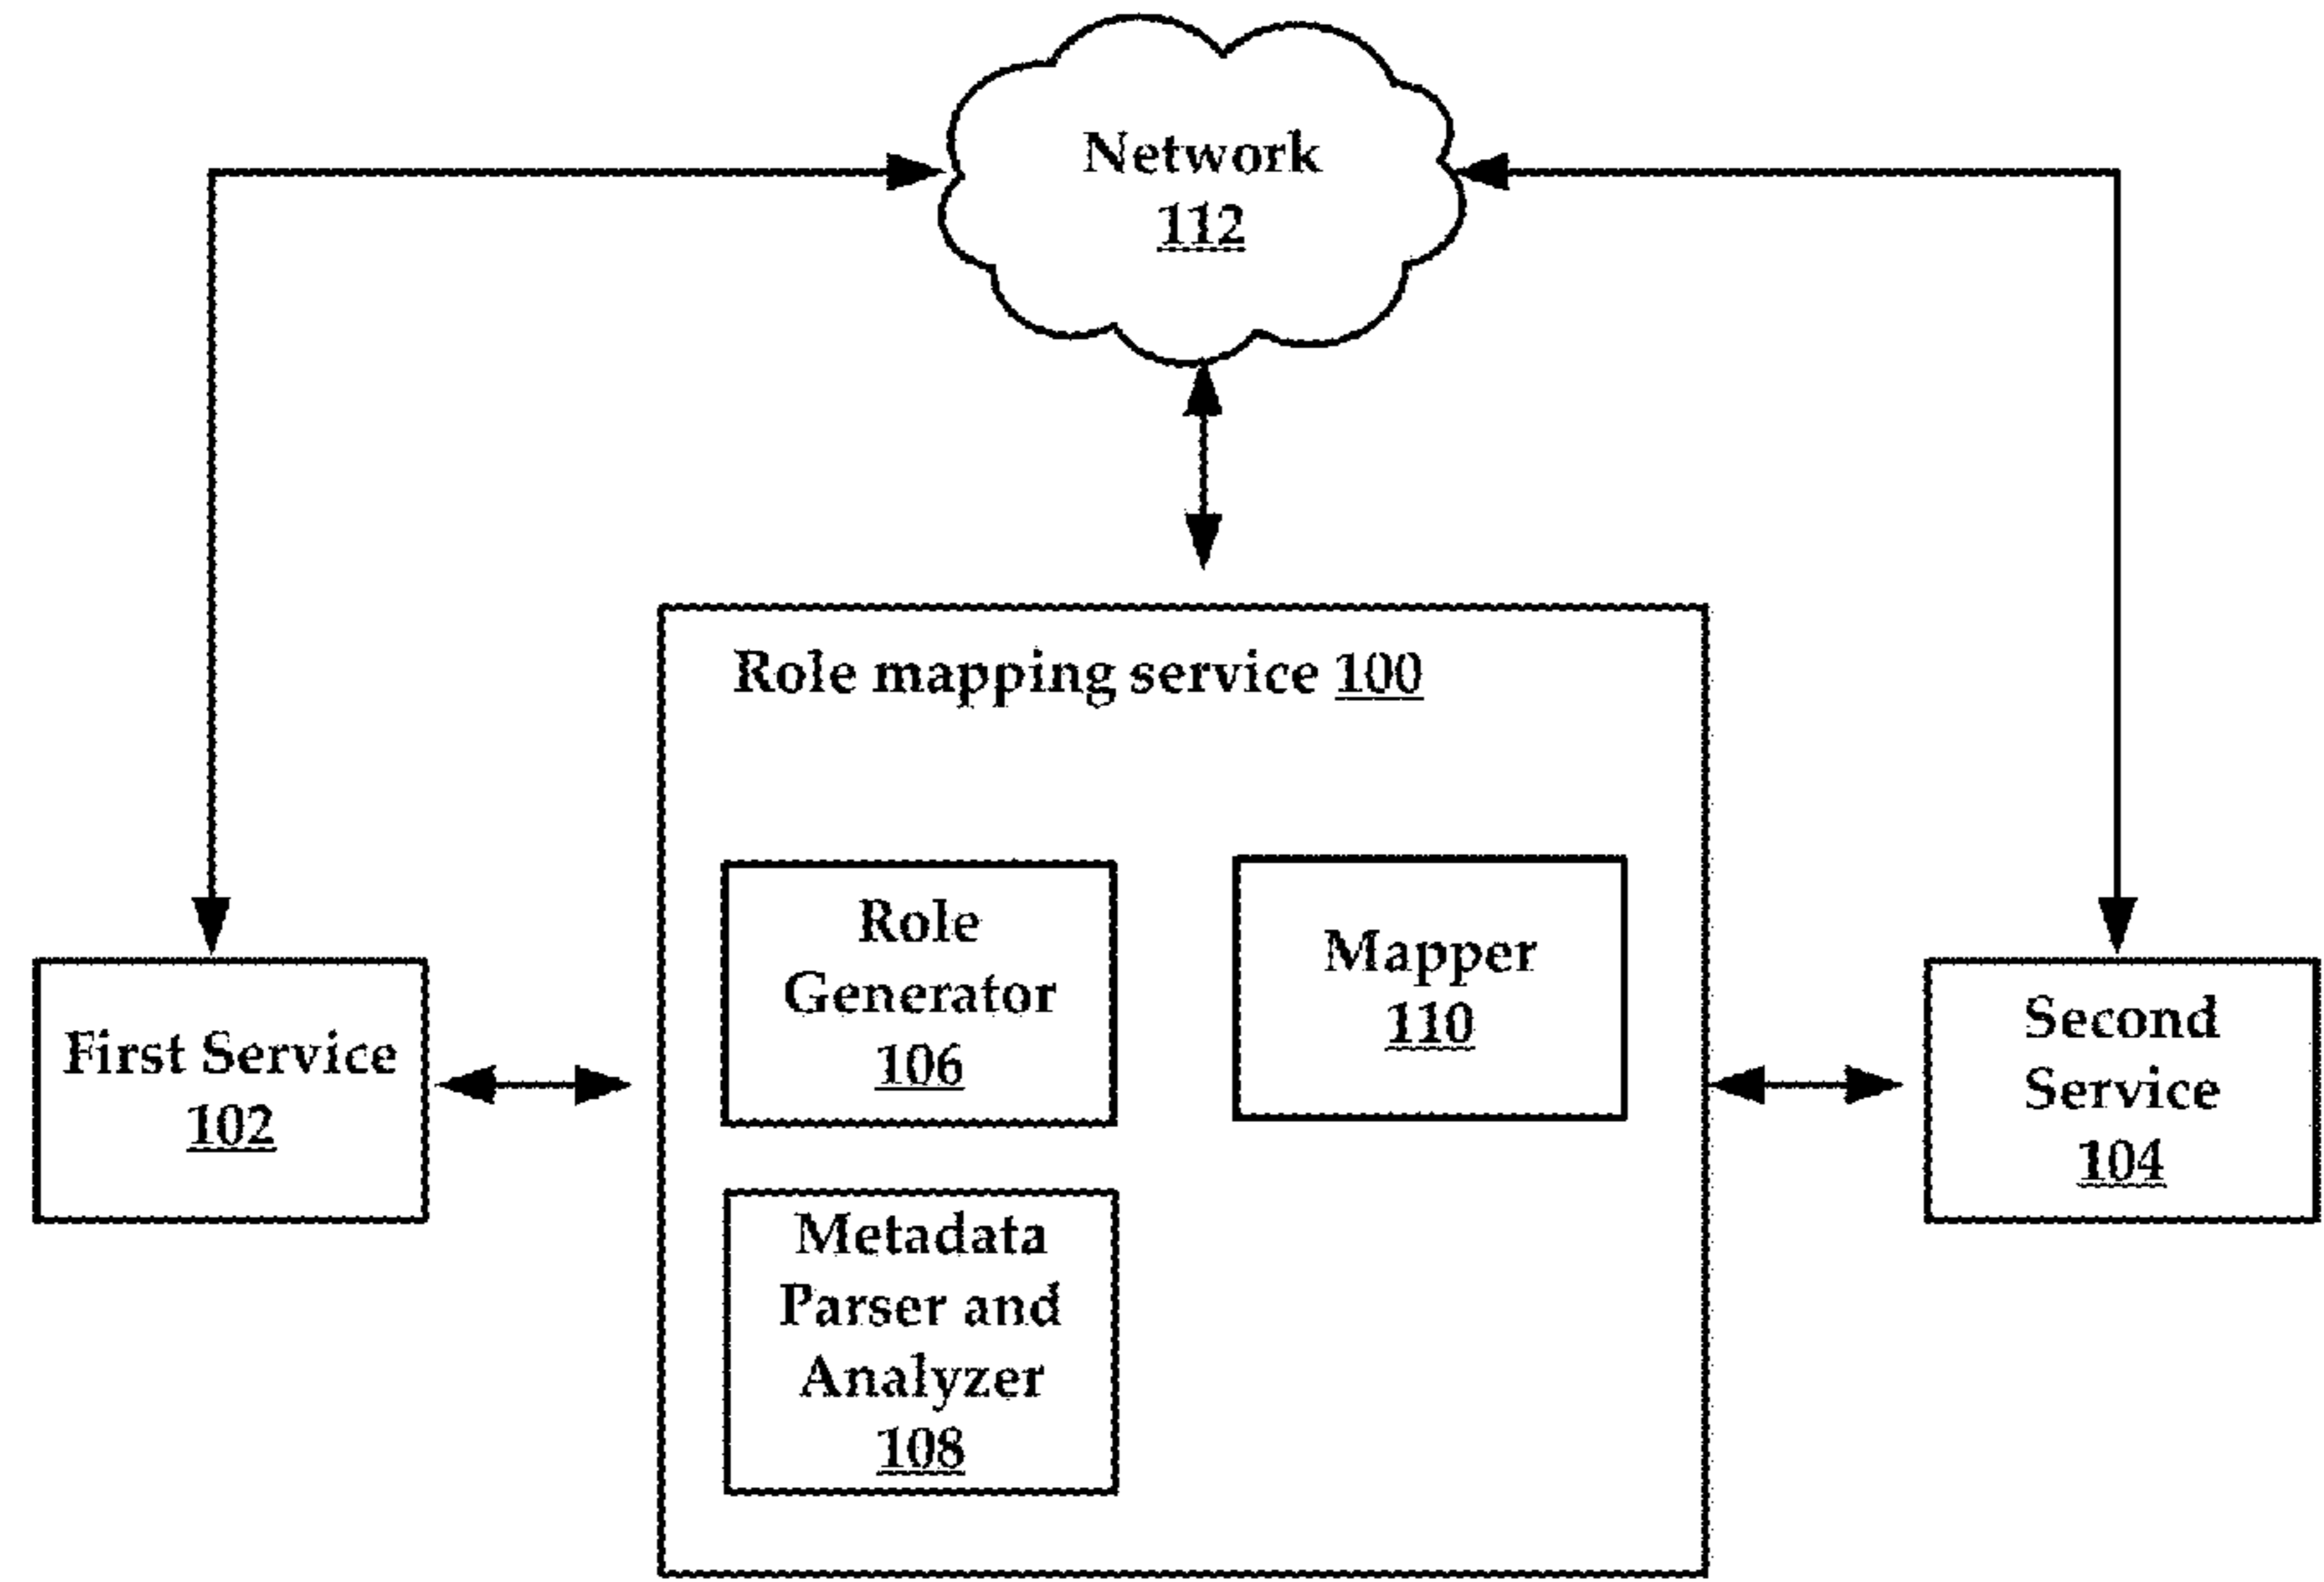 Network
112
Role mapping service 100
Role
Generator
106
Mapper
110
First Service
102
Second
Service
104
Metadata
Parser and
Analyzer
108